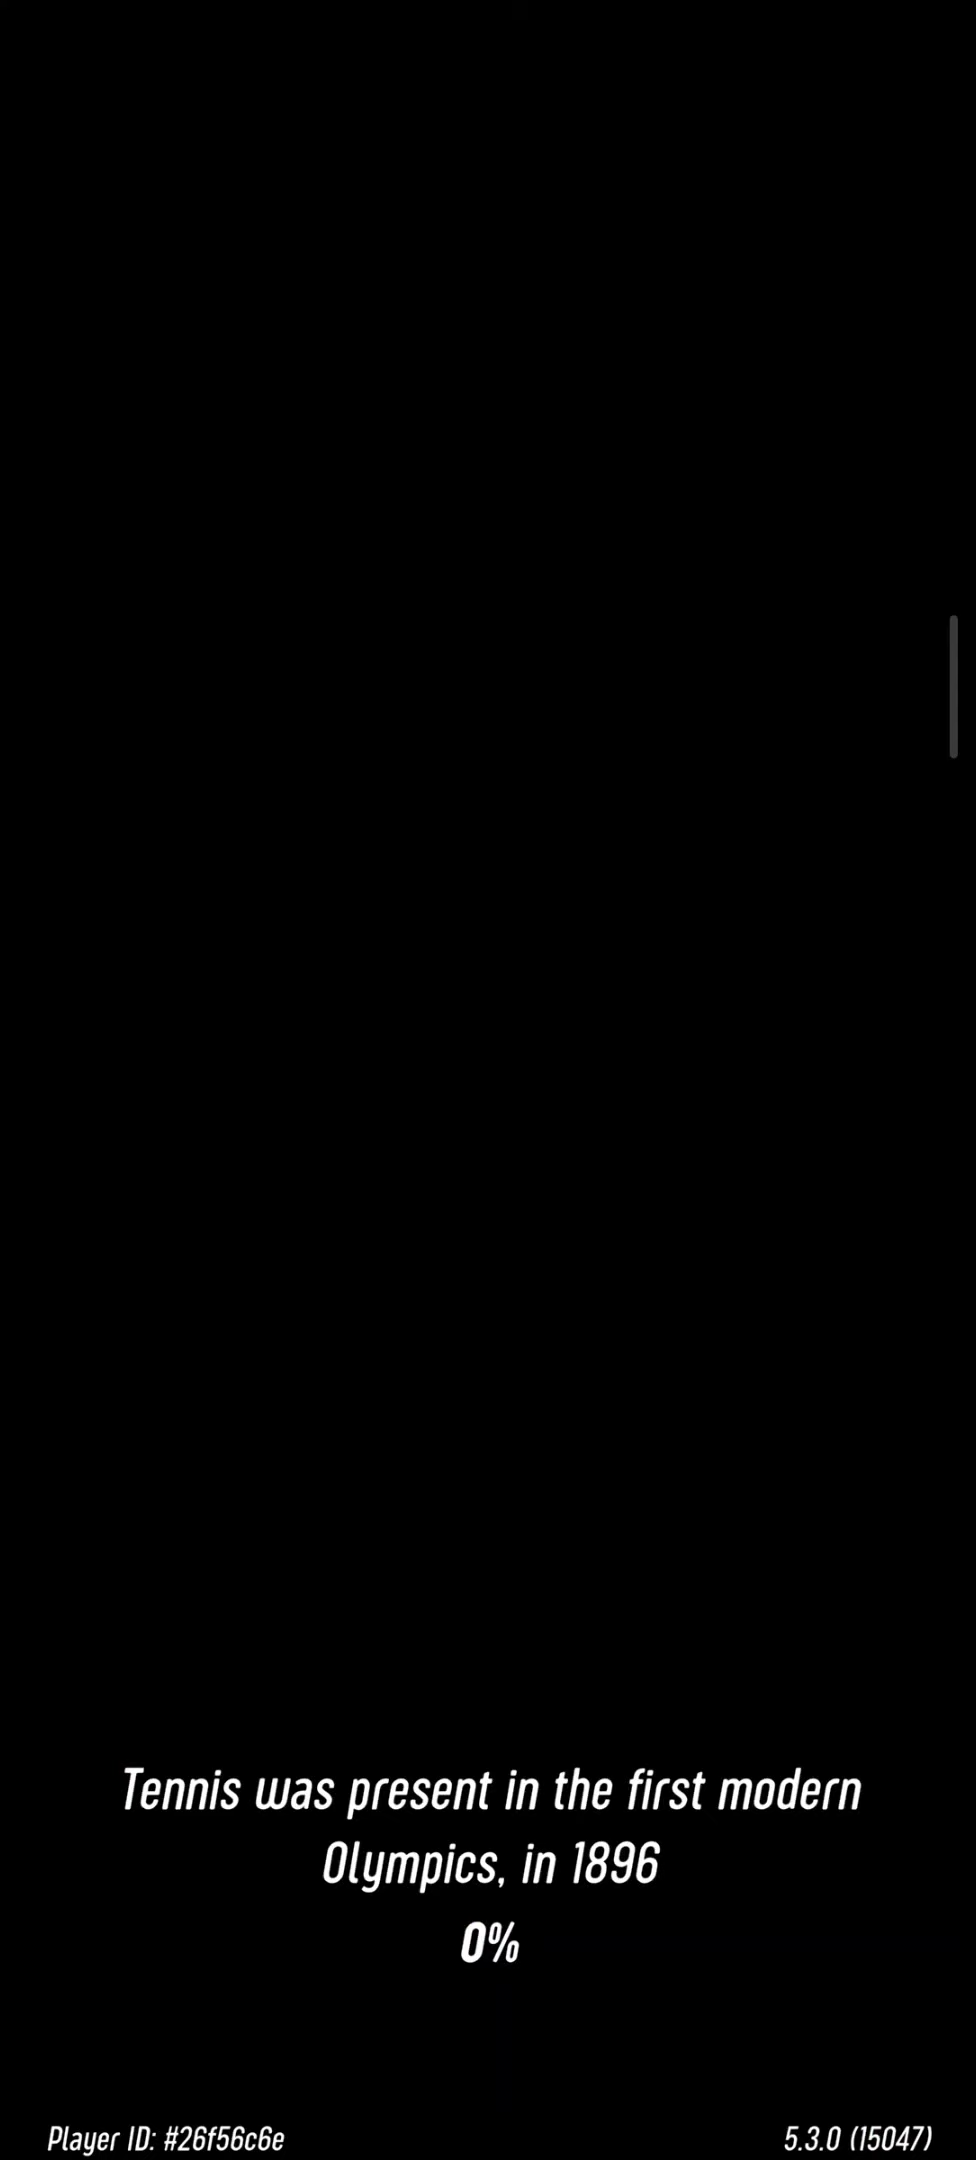 Tennis was present in the first modern
Olympics, in 1896
0%
Player ID: #26f56c6e
5.3.0 (15047)